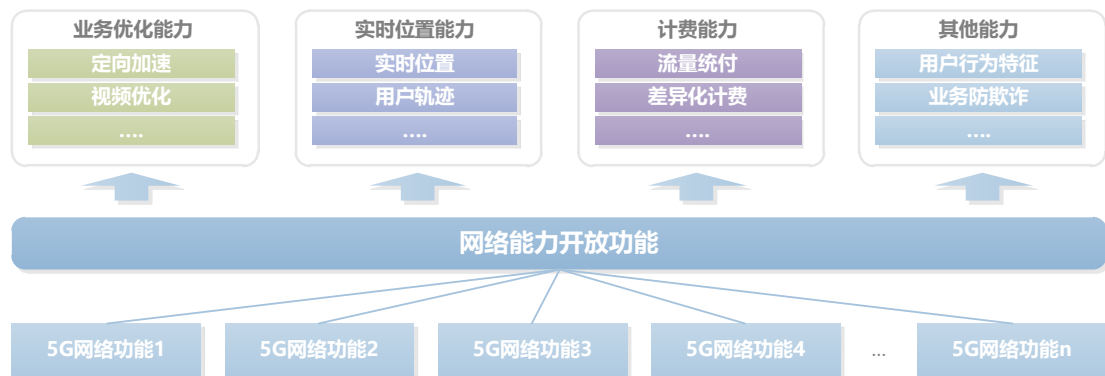 业务优化能力
定向加速
视频优化
....
实时位置能力
实时位置
用户轨迹
....
计费能力
流量统付
差异化计费
....
其他能力
用户行为特征
业务防欺诈
....
网络能力开放功能
5G网络功能1
5G网络功能2
5G网络功能3
5G网络功能4
...
5G网络功能n